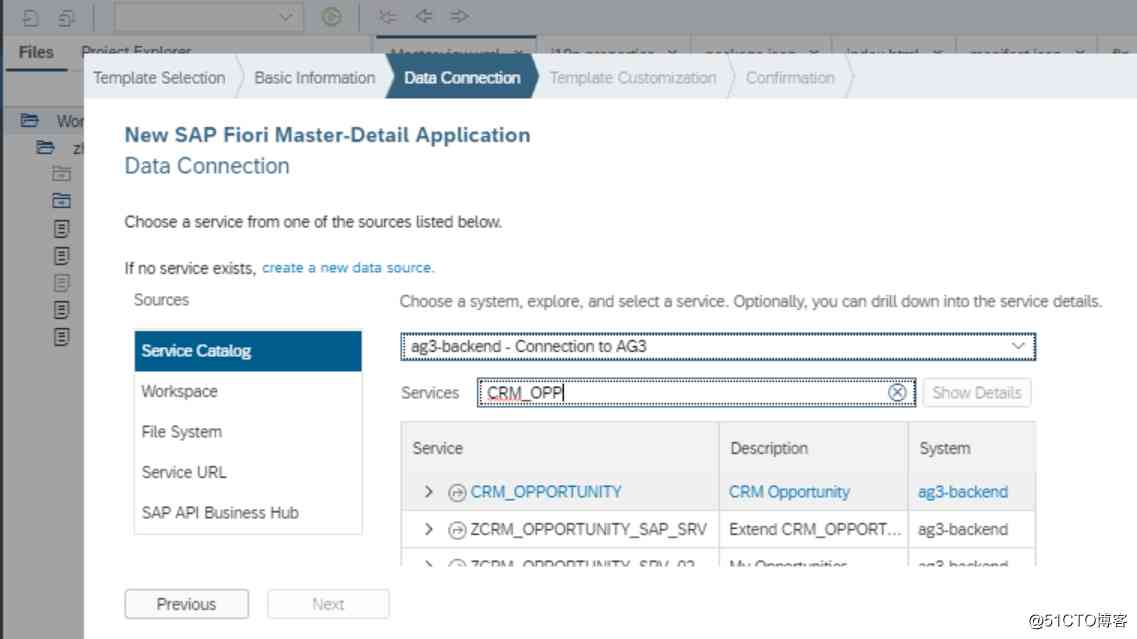 Files Project Explorer
Template Selection Basic Information Data Connection Template Customization Confirmation
New SAP Fiori Master-Detail Application
Data Connection
Choose a service from one of the sources listed below.
If no service exists, create a new data source.
Sources
Choose a system, explore, and select a service. Optionally, you can drill down into the service details.
Service Catalog
Workspace
File System
Service URL
SAP API Business Hub
ag3-backend - Connection to AG3
Services CRM_OPP Show Details
Service Description System
CRM_OPPORTUNITY CRM Opportunity ag3-backend
ZCRM_OPPORTUNITY_SAP_SRV Extend CRM_OPPORT... ag3-backend
ZCRM_OPPORTUNITY_SRV_02 My Opportunities ag3-backend
Previous Next
@51CTO博客